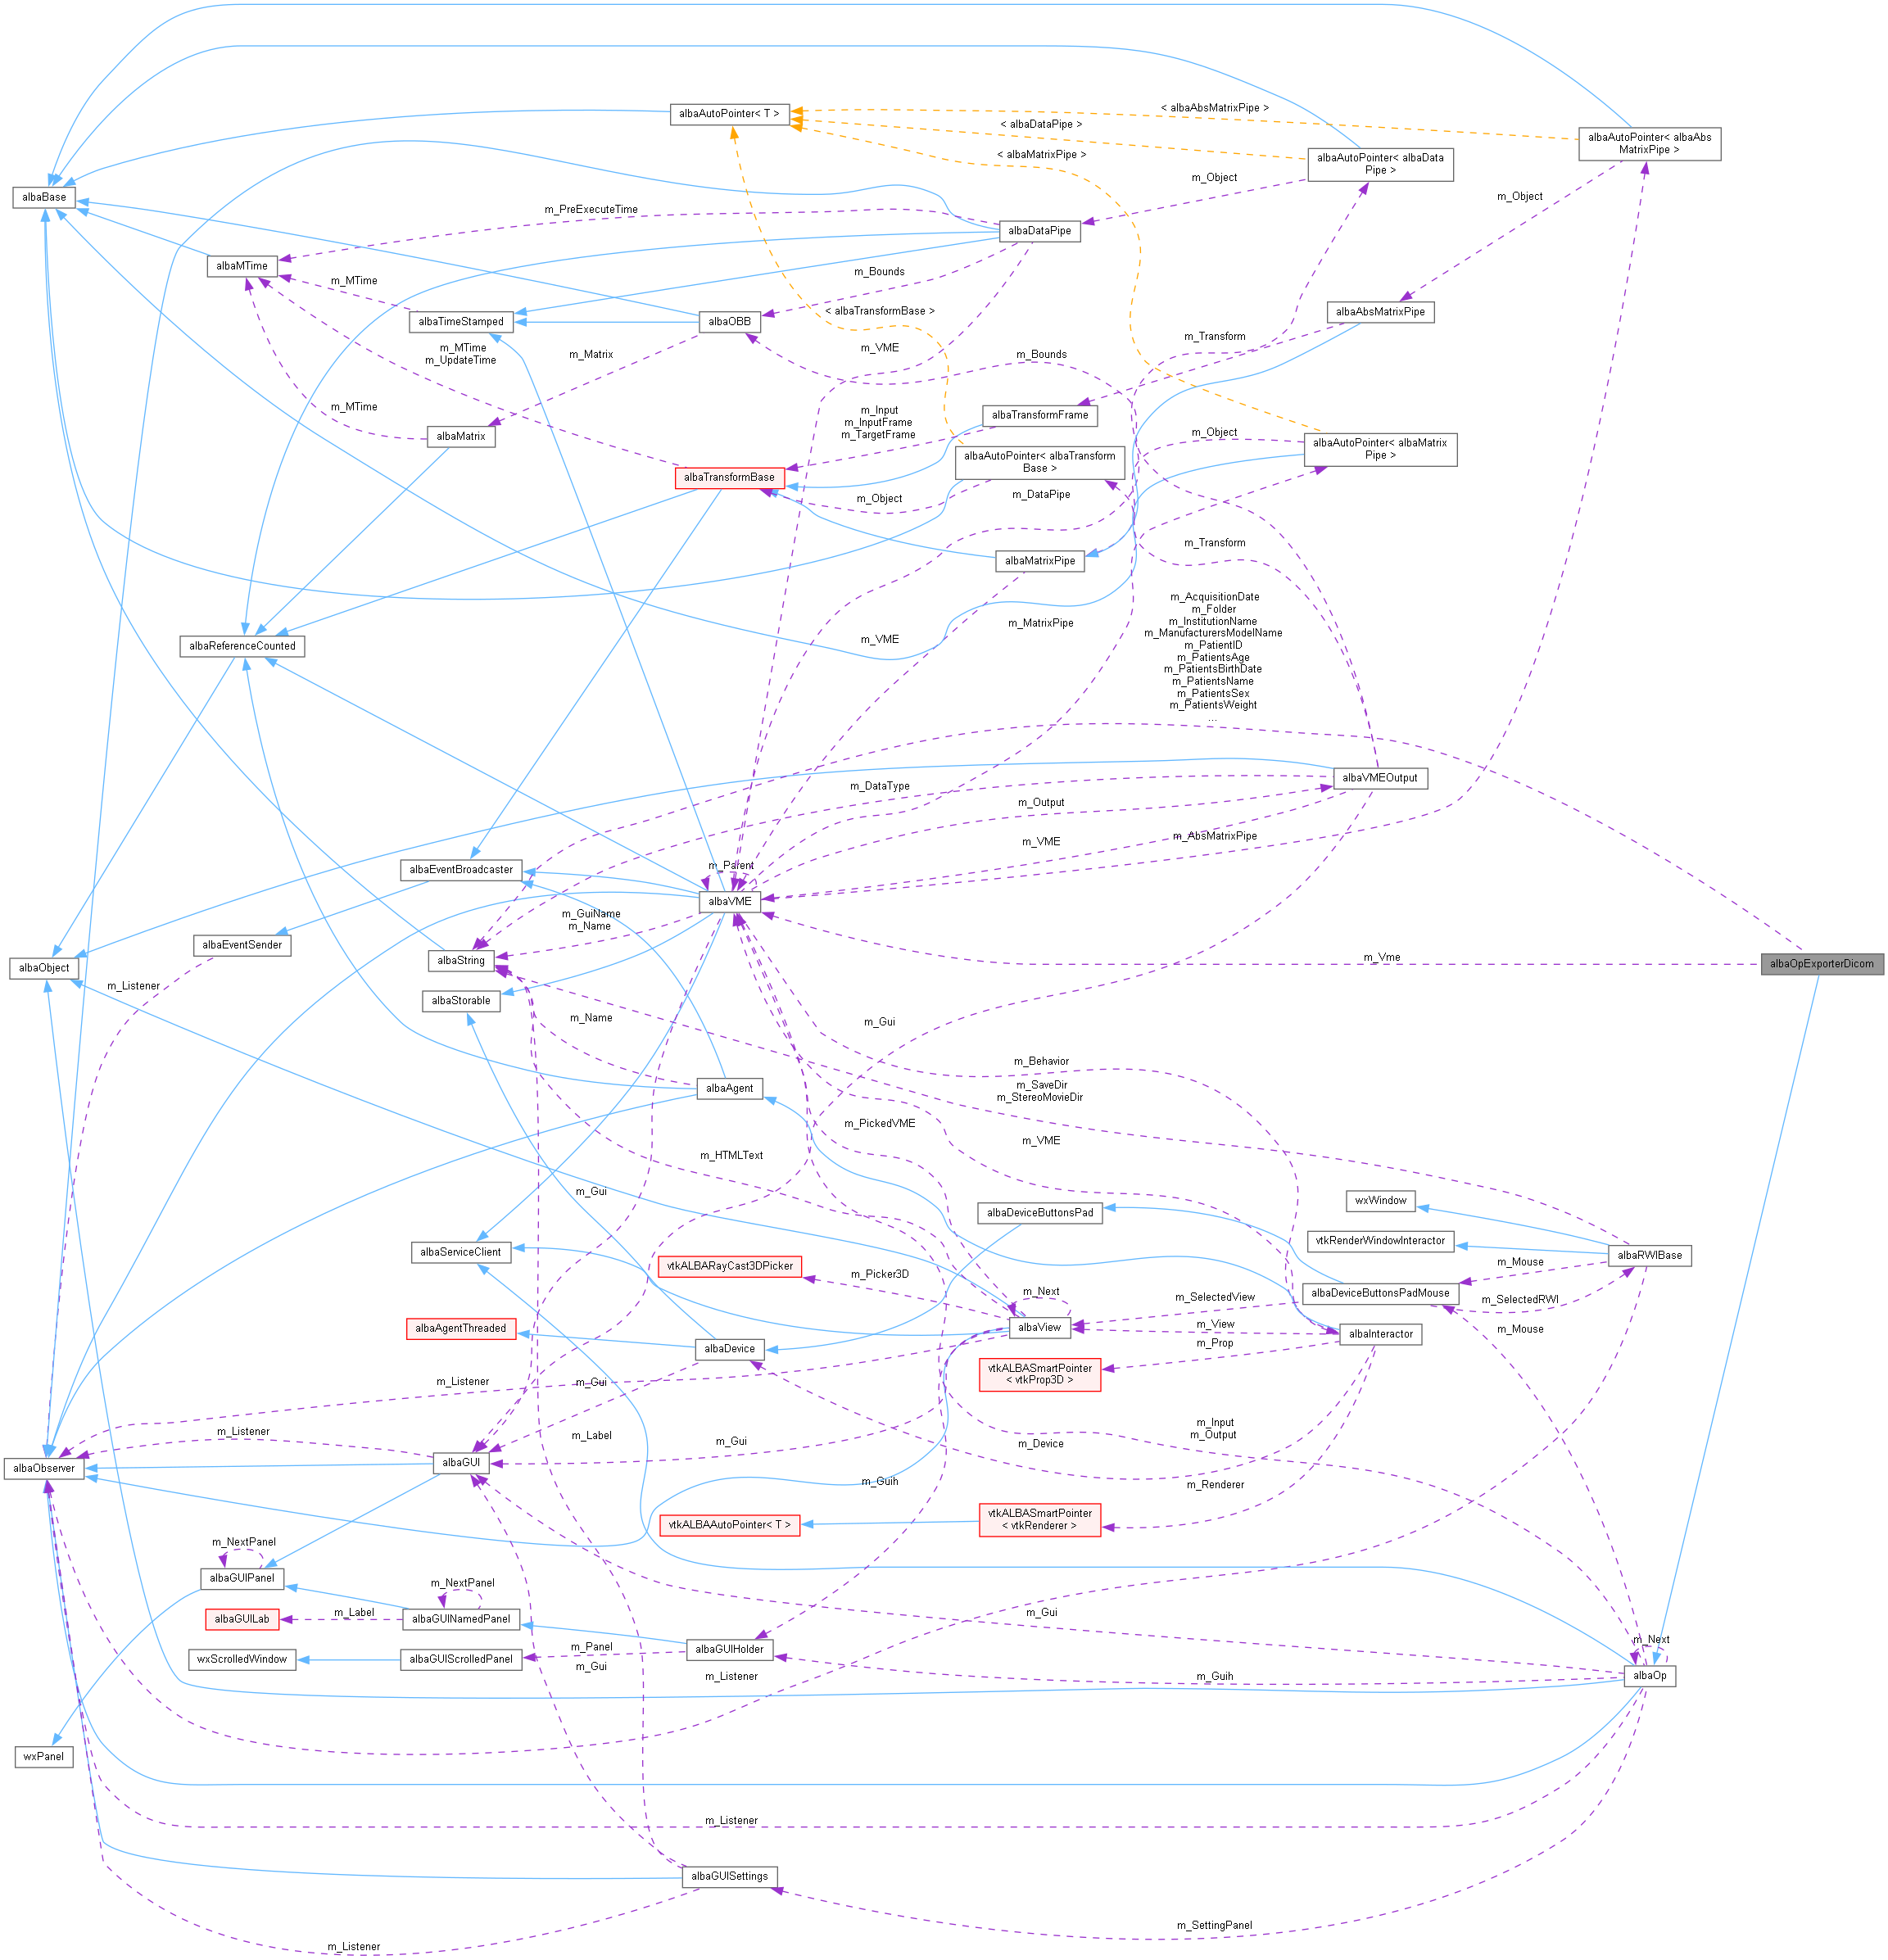 albaAutoPointer< T >
< albaAbsMatrixPipe >
< albaDataPipe >
albaAutoPointer< albaAbs
MatrixPipe >
< albaMatrixPipe >
albaAutoPointer< albaData
Pipe >
albaBase
m_Object
m_Object
m_PreExecuteTime
albaDataPipe
albaMTime
m_Bounds
m_MTime
albaTimeStamped
albaOBB
< albaTransformBase >
albaAbsMatrixPipe
m_Transform
m_MTime
m_UpdateTime
m_Matrix
m_VME
m_Bounds
m_MTime
albaMatrix
m_Input
m_InputFrame
m_TargetFrame
albaTransformFrame
m_Object
albaAutoPointer< albaMatrix
Pipe >
albaAutoPointer< albaTransform
Base >
albaTransformBase
m_Object
m_DataPipe
m_Transform
albaMatrixPipe
m_AcquisitionDate
m_Folder
m_InstitutionName
m_ManufacturersModelName
m_PatientID
m_PatientsAge
m_PatientsBirthDate
m_PatientsName
m_PatientsSex
m_PatientsWeight
...
m_MatrixPipe
m_VME
albaReferenceCounted
m_DataType
albaVMEOutput
m_Output
m_VME
m_AbsMatrixPipe
albaEventBroadcaster
m_Parent
albaVME
m_GuiName
m_Name
albaEventSender
albaString
albaObject
m_Vme
albaOpExporterDicom
m_Listener
albaStorable
m_Name
m_Gui
m_Behavior
albaAgent
m_SaveDir
m_StereoMovieDir
m_PickedVME
m_VME
m_HTMLText
m_Gui
albaDeviceButtonsPad
wxWindow
albaServiceClient
vtkRenderWindowInteractor
albaRWIBase
vtkALBARayCast3DPicker
m_Picker3D
m_Mouse
m_Next
m_SelectedView
albaDeviceButtonsPadMouse
m_SelectedRWI
albaAgentThreaded
albaView
m_View
albaInteractor
m_Mouse
albaDevice
m_Prop
vtkALBASmartPointer
< vtkProp3D >
m_Listener
m_Gui
m_Label
m_Listener
m_Gui
m_Input
m_Output
m_Device
albaObserver
albaGUI
m_Guih
m_Renderer
vtkALBAAutoPointer< T >
vtkALBASmartPointer
< vtkRenderer >
m_NextPanel
albaGUIPanel
m_NextPanel
albaGUILab
m_Label
albaGUINamedPanel
m_Gui
wxScrolledWindow
albaGUIScrolledPanel
m_Panel
m_Gui
albaGUIHolder
m_Listener
m_Guih
m_Next
albaOp
wxPanel
m_Listener
albaGUISettings
m_SettingPanel
m_Listener